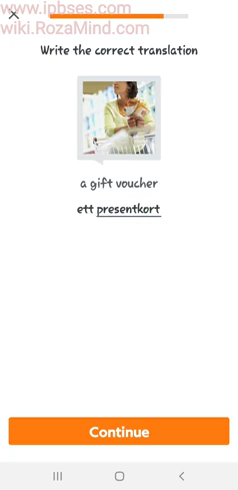 www.ipbses.com
wiki.RozaMind.com
Write the correct translation
a gift voucher
ett presentkort
Continue